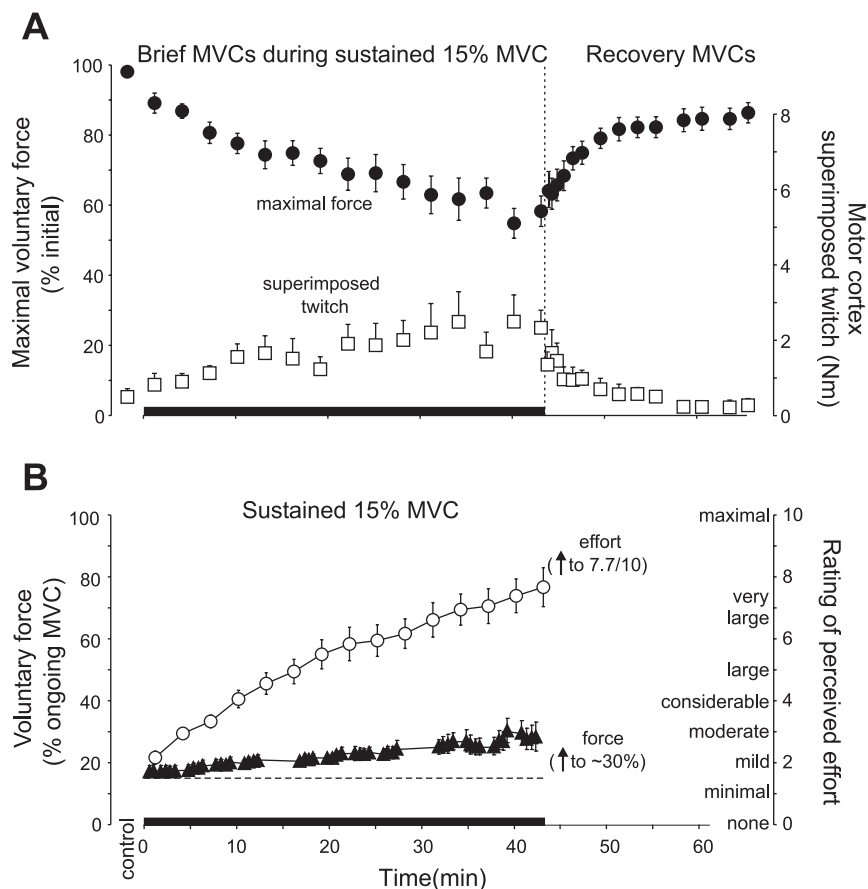 A
Brief MVCs during sustained 15% MVC
Recovery MVCs
Maximal voluntary force
(% initial)
100
80
60
40
20
0
maximal force
superimposed
twitch
8
6
4
2
0
Motor cortex
superimposed twitch (Nm)
B
Sustained 15% MVC
Voluntary force
(% ongoing MVC)
100
80
60
40
20
0
effort
(↑ to 7.7/10)
force
(↑ to ~30%)
maximal
very
large
large
considerable
moderate
mild
minimal
none
10
8
6
4
2
0
Rating of perceived effort
control
0
10
20
30
40
50
60
Time(min)